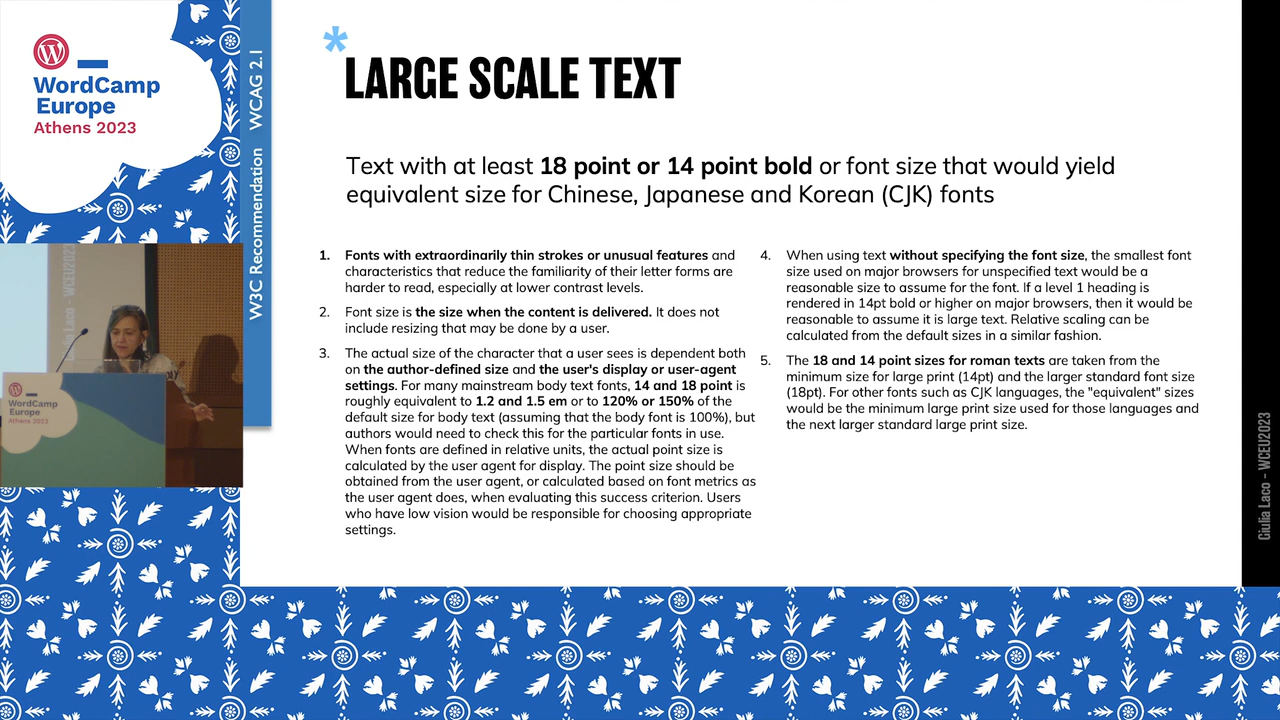 WordCamp
Europe
Athens 2023
W3C Recommendation WCAG 2.1
*
LARGE SCALE TEXT
Text with at least 18 point or 14 point bold or font size that would yield
equivalent size for Chinese, Japanese and Korean (CJK) fonts
1. Fonts with extraordinarily thin strokes or unusual features and
characteristics that reduce the familiarity of their letter forms are
harder to read, especially at lower contrast levels.
2. Font size is the size when the content is delivered. It does not
include resizing that may be done by a user.
3. The actual size of the character that a user sees is dependent both
on the author-defined size and the user's display or user-agent
settings. For many mainstream body text fonts, 14 and 18 point is
roughly equivalent to 1.2 and 1.5 em or to 120% or 150% of the
default size for body text (assuming that the body font is 100%), but
authors would need to check this for the particular fonts in use.
When fonts are defined in relative units, the actual point size is
calculated by the user agent for display. The point size should be
obtained from the user agent, or calculated based on font metrics as
the user agent does, when evaluating this success criterion. Users
who have low vision would be responsible for choosing appropriate
settings.
4. When using text without specifying the font size, the smallest font
size used on major browsers for unspecified text would be a
reasonable size to assume for the font. If a level 1 heading is
rendered in 14pt bold or higher on major browsers, then it would be
reasonable to assume it is large text. Relative scaling can be
calculated from the default sizes in a similar fashion.
5. The 18 and 14 point sizes for roman texts are taken from the
minimum size for large print (14pt) and the larger standard font size
(18pt). For other fonts such as CJK languages, the "equivalent" sizes
would be the minimum large print size used for those languages and
the next larger standard large print size.
Giulia Laco - WCEU2023
Giulia Laco - WCEU2023
WordCamp
Europe
Athens 2023